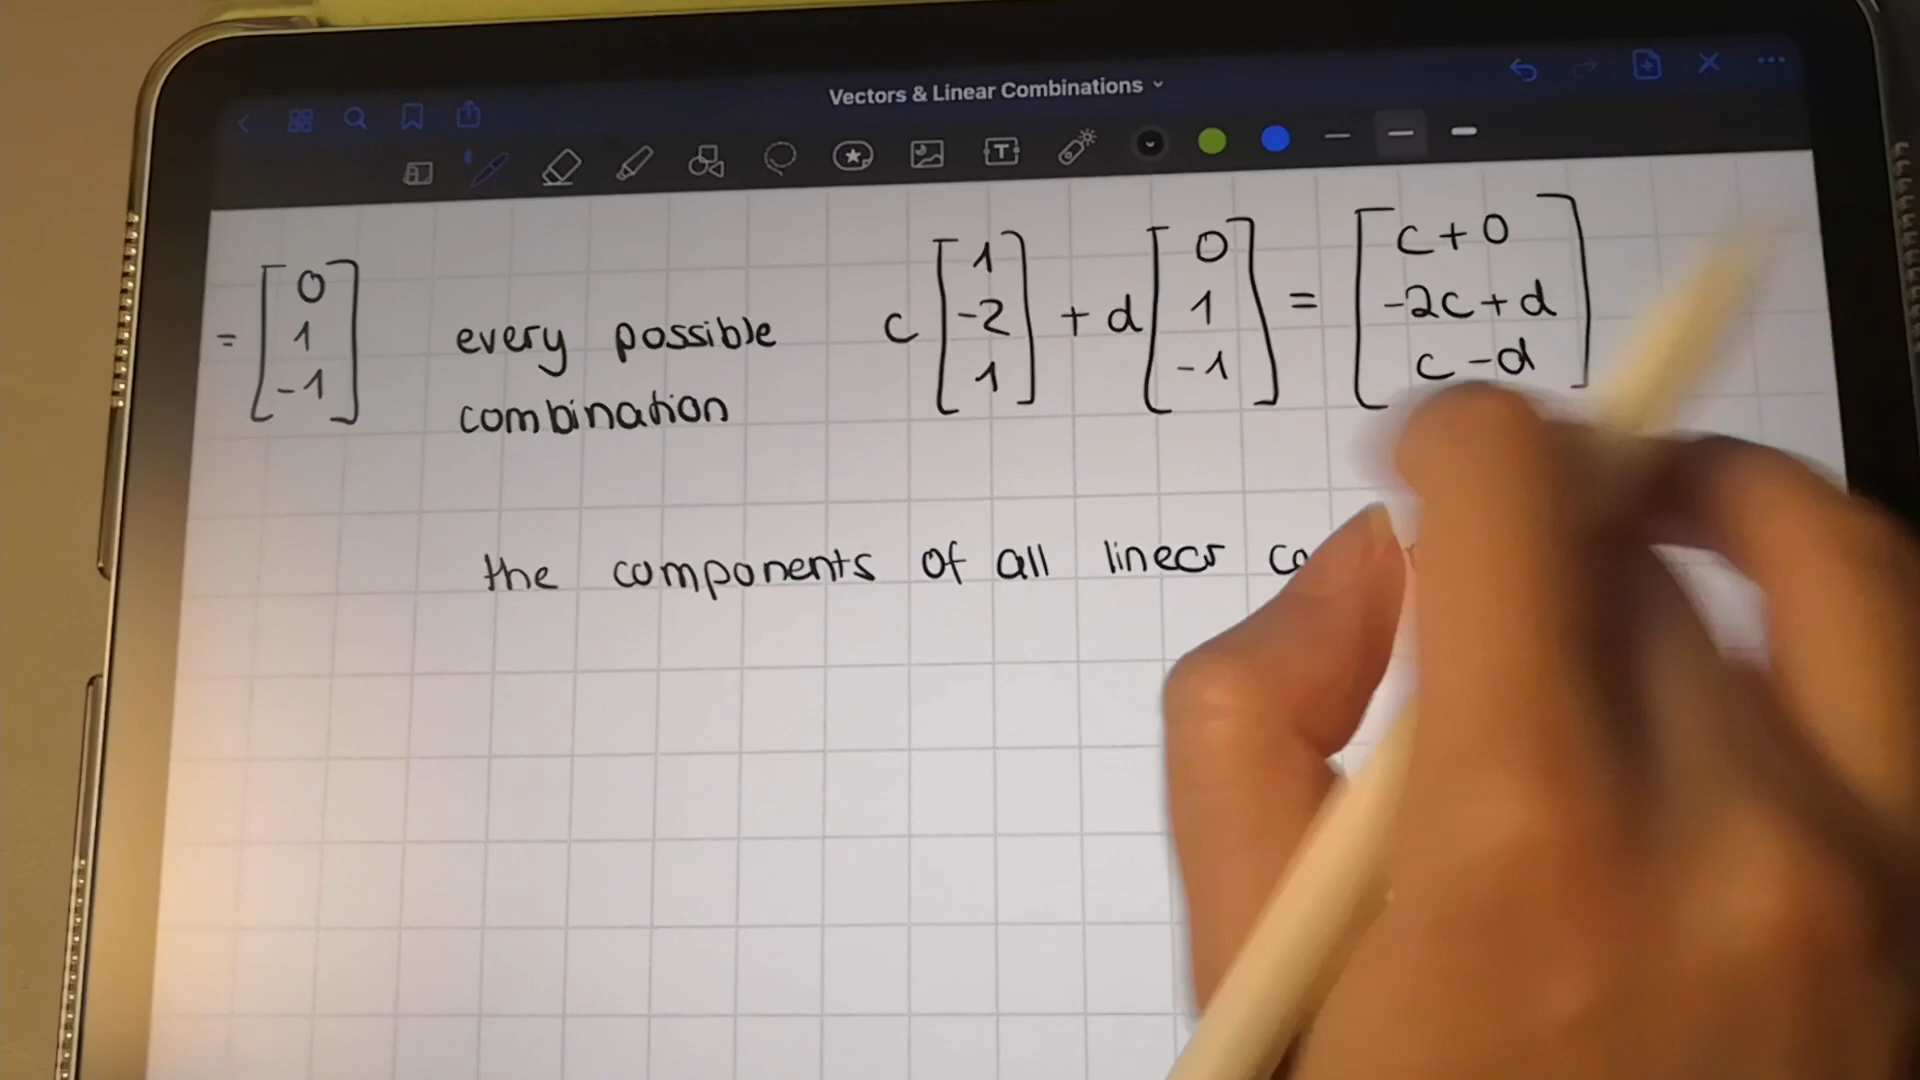 Vectors & Linear Combinations
= [0 1 -1]
every possible
combination
c [1 -2 1] + d [0 1 -1] = [c+0 -2c+d c-d]
the components of all linear